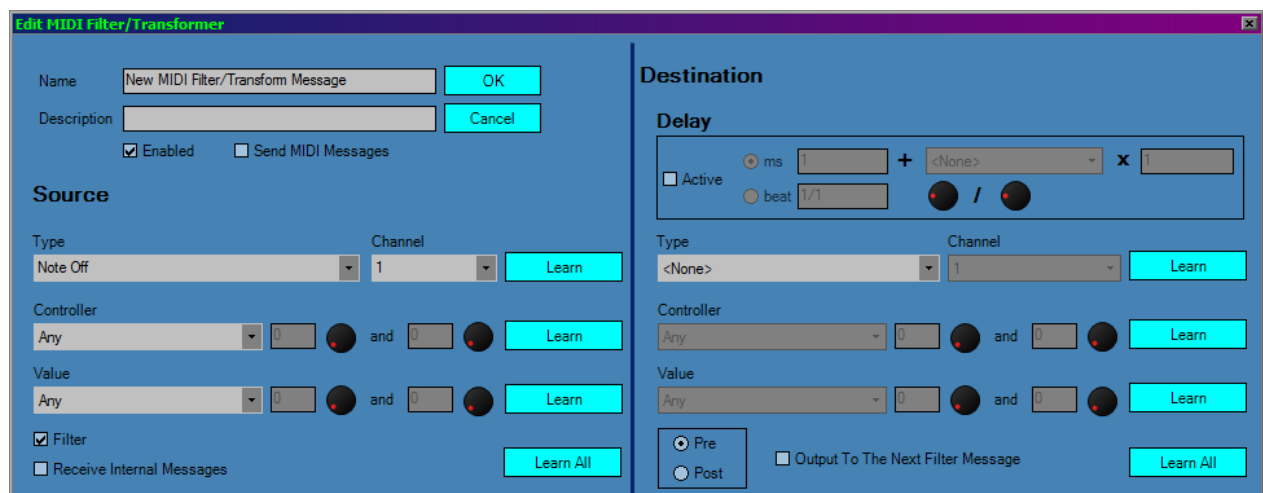 Edit MIDI Filter/Transformer
Name New MIDI Filter/Transform Message OK
Description Cancel
Enabled Send MIDI Messages
Source
Type Channel
Note Off 1 Learn
Controller
Any 0 and 0 Learn
Value
Any 0 and 0 Learn
Filter
Receive Internal Messages Learn All
Destination
Delay
Active ms 1 + <None> x 1
beat 1/1 /
Type Channel
<None> 1 Learn
Controller
Any 0 and 0 Learn
Value
Any 0 and 0 Learn
Pre
Post
Output To The Next Filter Message Learn All